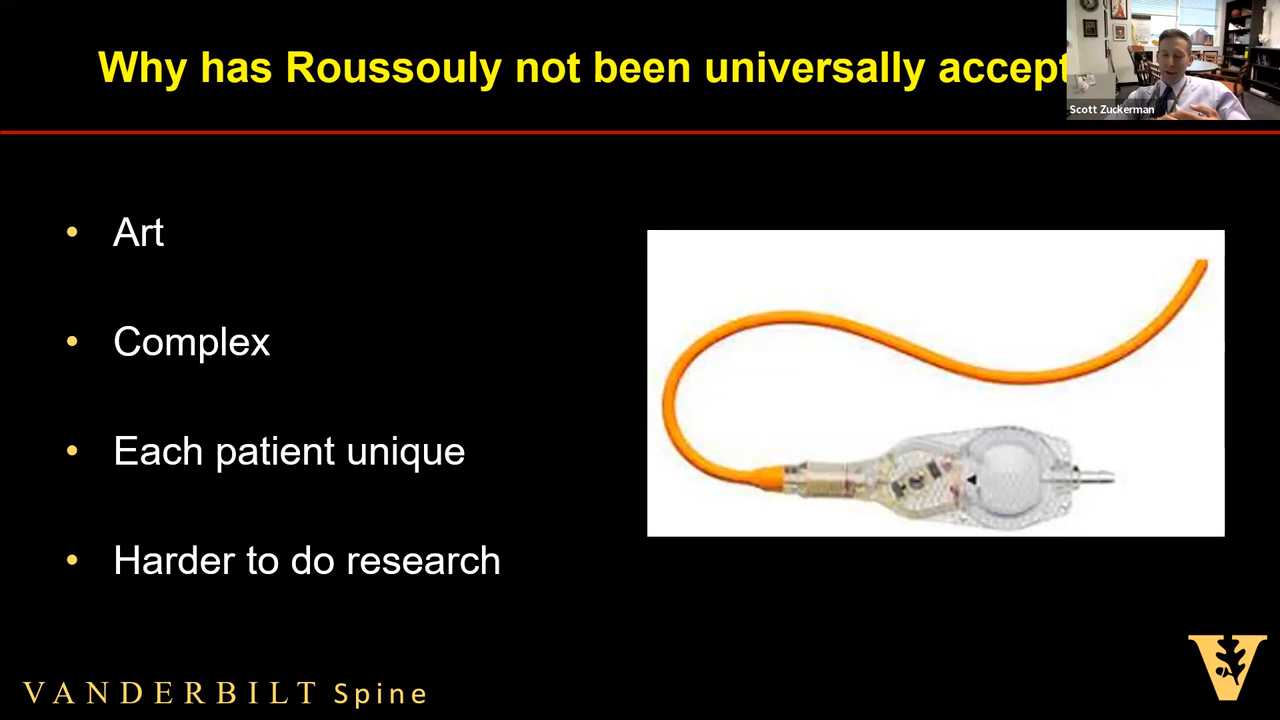 Why has Roussouly not been universally accept
Scott Zuckerman
• Art
• Complex
• Each patient unique
• Harder to do research
VANDERBILT Spine
V